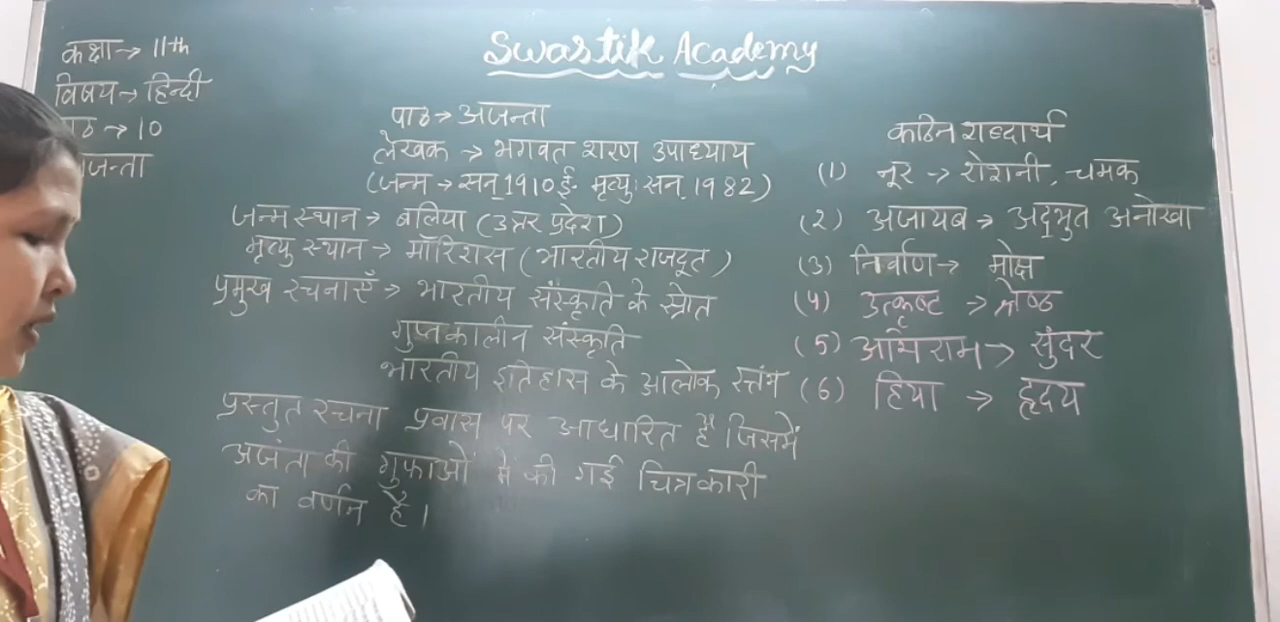 Swastik Academy
कक्षा → 11th
विषय → हिन्दी
पाठ → 10
अजन्ता
पाठ → अजन्ता
लेखक → भगवत शरण उपाध्याय
(जन्म → सन् 1910 ई. मृत्यु: सन् 1982)
जन्म स्थान → बलिया (उत्तर प्रदेश)
मृत्यु स्थान → मॉरिशस (भारतीय राजदूत)
प्रमुख रचनाएँ → भारतीय संस्कृति के स्रोत
गुप्तकालीन संस्कृति
भारतीय इतिहास के आलोक स्तंभ
प्रस्तुत रचना प्रवास पर आधारित है जिसमें
अजंता की गुफाओं में की गई चित्रकारी
का वर्णन है।
कठिन शब्दार्थ
(1) नूर → रोशनी, चमक
(2) अजायब → अद्भुत अनोखा
(3) निर्वाण → मोक्ष
(4) उत्कृष्ट → श्रेष्ठ
(5) अभिराम → सुंदर
(6) हिया → हृदय